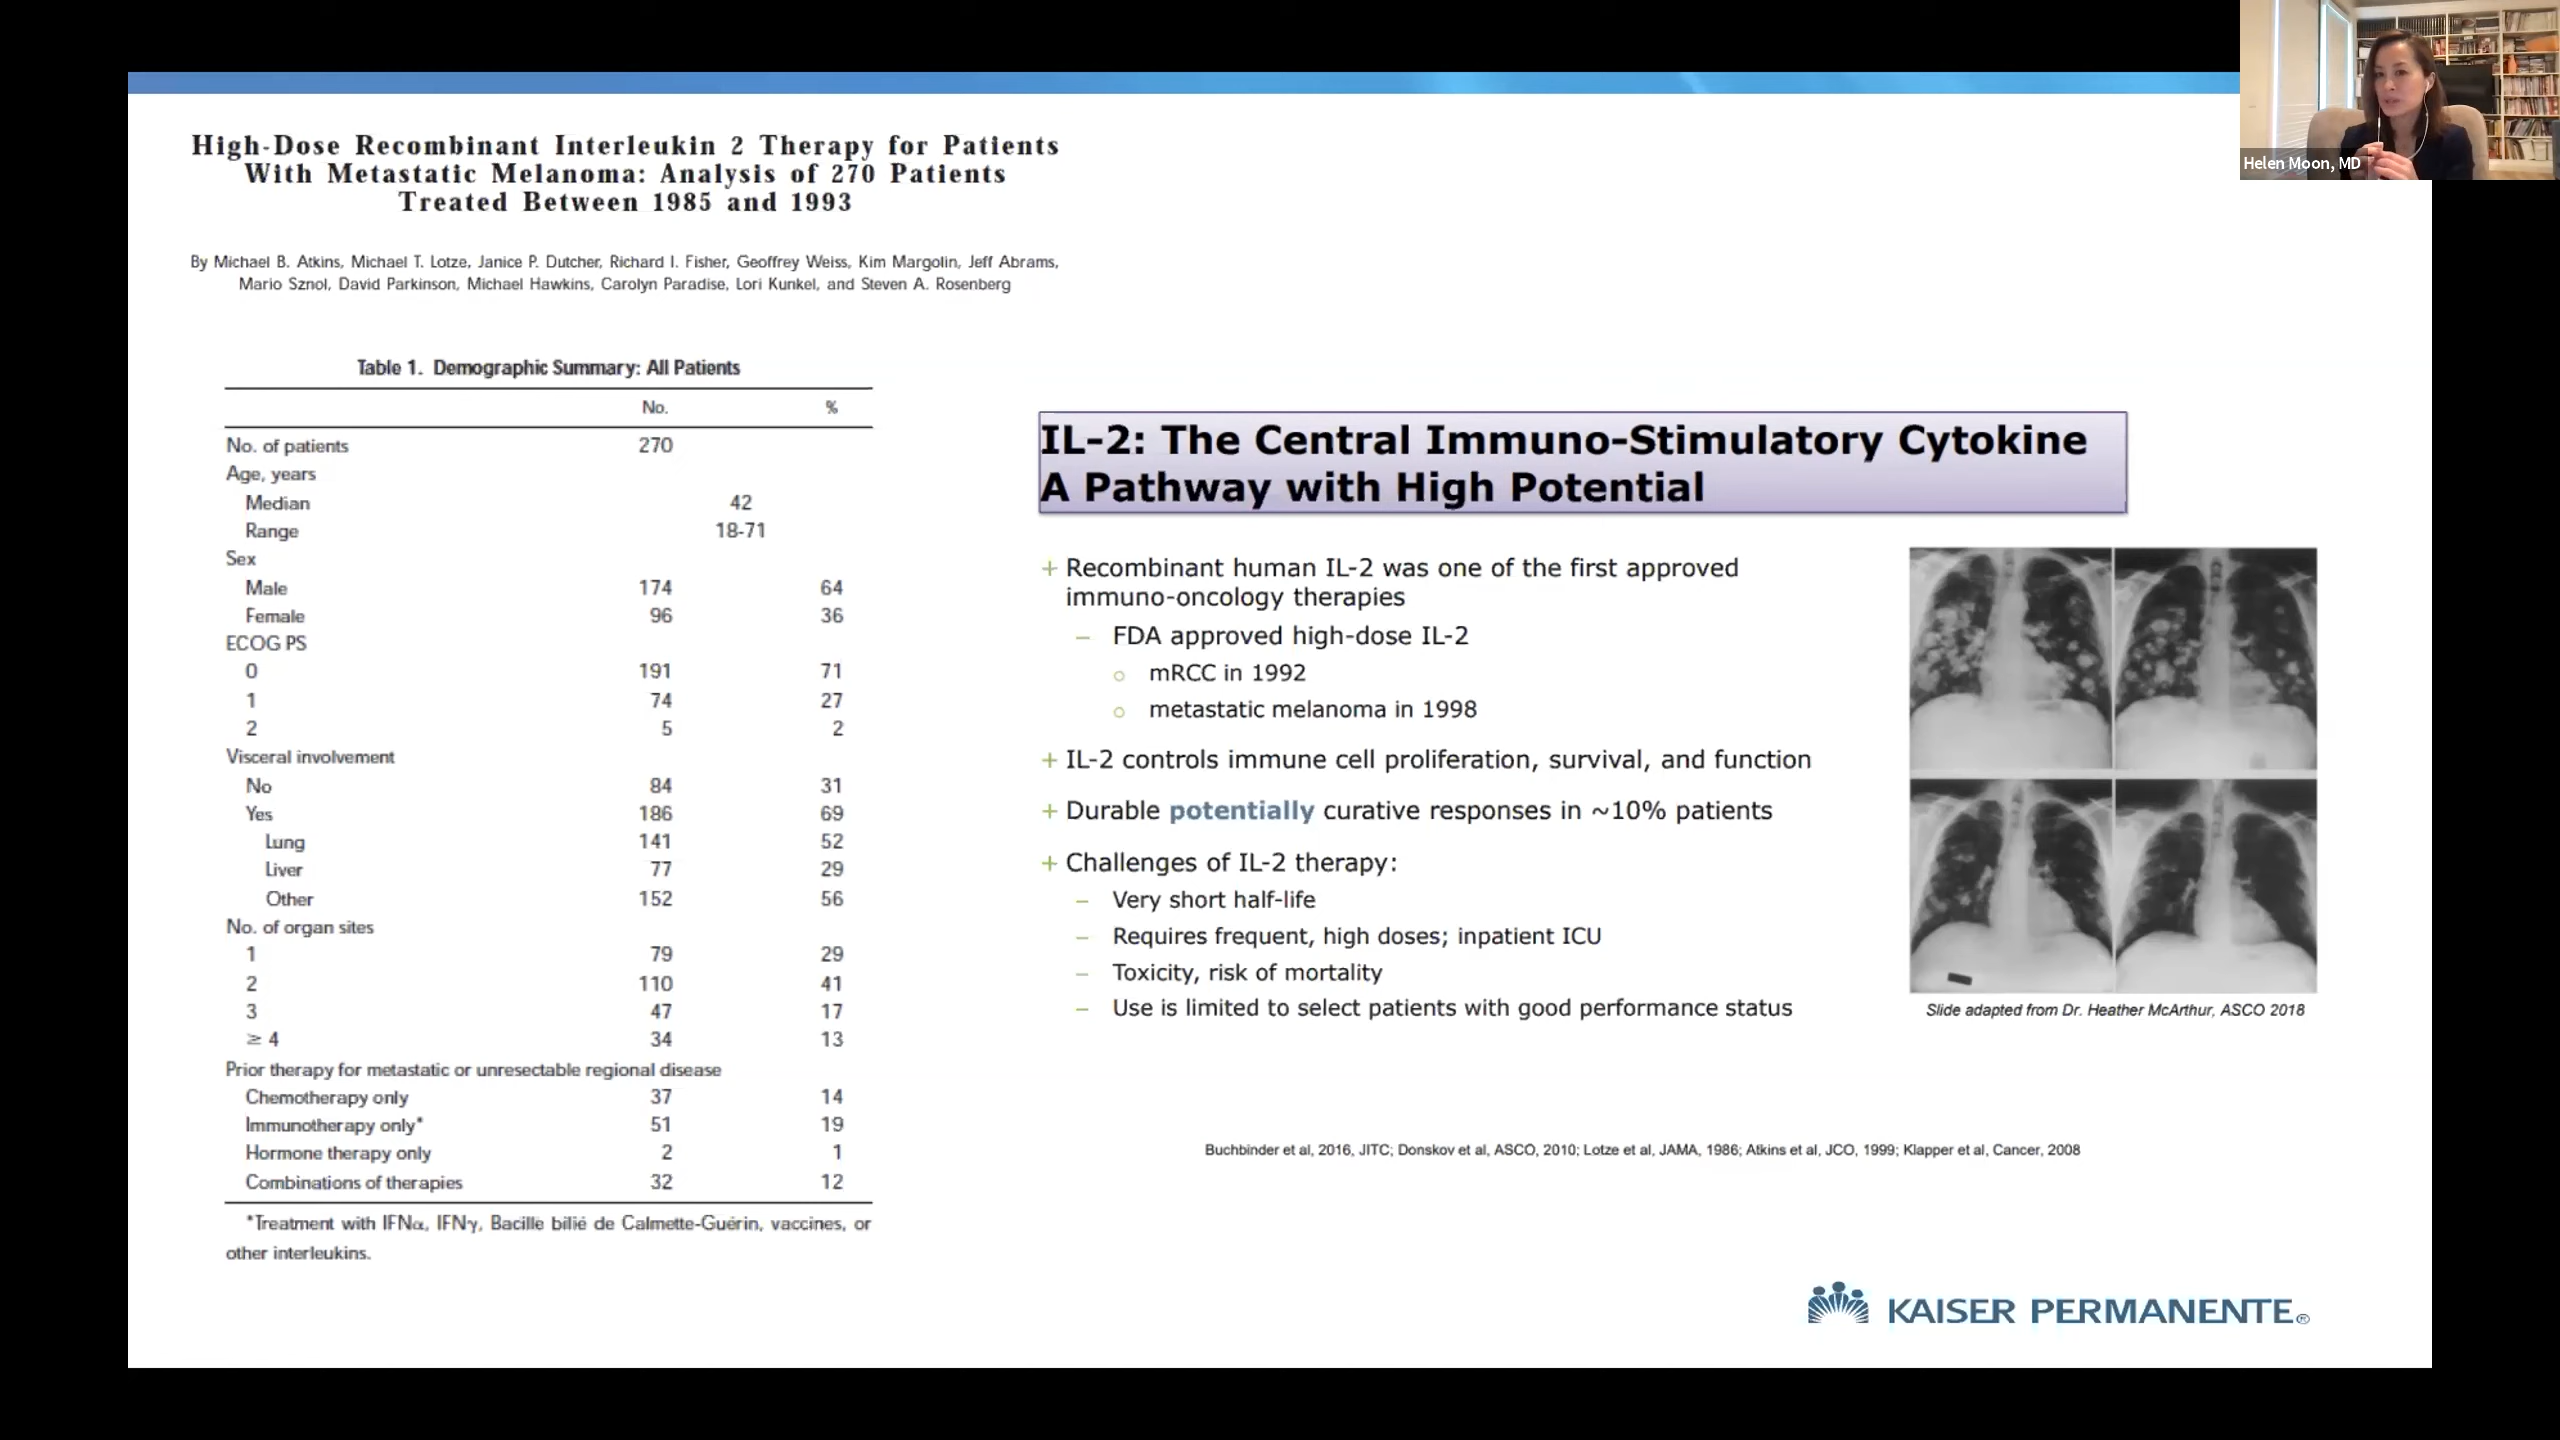 Helen Moon, MD
High-Dose Recombinant Interleukin 2 Therapy for Patients
With Metastatic Melanoma: Analysis of 270 Patients
Treated Between 1985 and 1993
By Michael B. Atkins, Michael T. Lotze, Janice P. Dutcher, Richard I. Fisher, Geoffrey Weiss, Kim Margolin, Jeff Abrams,
Mario Sznol, David Parkinson, Michael Hawkins, Carolyn Paradise, Lori Kunkel, and Steven A. Rosenberg
Table 1. Demographic Summary: All Patients
No. %
No. of patients 270
Age, years
Median 42
Range 18-71
Sex
Male 174 64
Female 96 36
ECOG PS
0 191 71
1 74 27
2 5 2
Visceral involvement
No 84 31
Yes 186 69
Lung 141 52
Liver 77 29
Other 152 56
No. of organ sites
1 79 29
2 110 41
3 47 17
≥ 4 34 13
Prior therapy for metastatic or unresectable regional disease
Chemotherapy only 37 14
Immunotherapy only* 51 19
Hormone therapy only 2 1
Combinations of therapies 32 12
*Treatment with IFNα, IFNγ, Bacille bilié de Calmette-Guérin, vaccines, or
other interleukins.
IL-2: The Central Immuno-Stimulatory Cytokine
A Pathway with High Potential
+ Recombinant human IL-2 was one of the first approved
immuno-oncology therapies
– FDA approved high-dose IL-2
○ mRCC in 1992
○ metastatic melanoma in 1998
+ IL-2 controls immune cell proliferation, survival, and function
+ Durable potentially curative responses in ~10% patients
+ Challenges of IL-2 therapy:
– Very short half-life
– Requires frequent, high doses; inpatient ICU
– Toxicity, risk of mortality
– Use is limited to select patients with good performance status
Slide adapted from Dr. Heather McArthur, ASCO 2018
Buchbinder et al, 2016, JITC; Donskov et al, ASCO, 2010; Lotze et al, JAMA, 1986; Atkins et al, JCO, 1999; Klapper et al, Cancer, 2008
KAISER PERMANENTE®